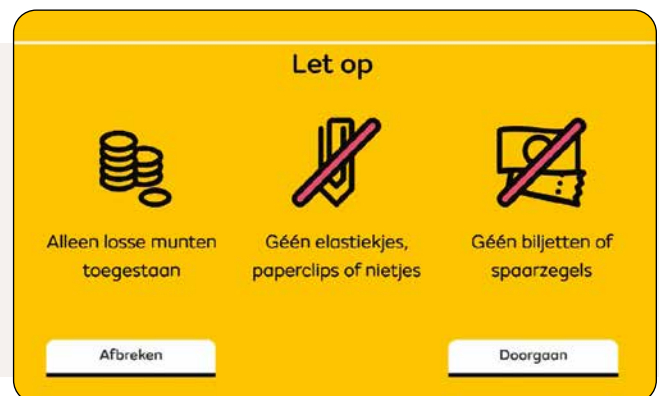 Let op
Alleen losse munten
toegestaan
Géén elastiekjes,
paperclips of nietjes
Géén biljetten of
spaarzegels
Afbreken
Doorgaan